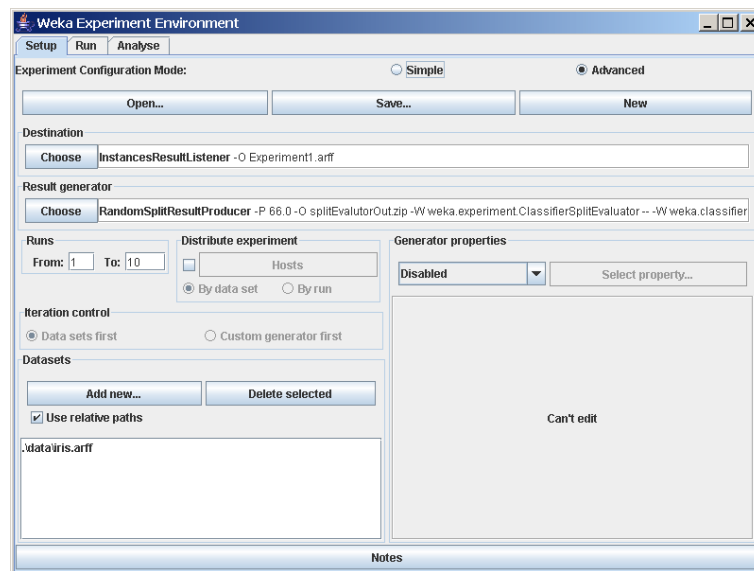 Weka Experiment Environment
Setup Run Analyse
Experiment Configuration Mode: Simple Advanced
Open... Save... New
Destination
Choose InstancesResultListener -O Experiment1.arff
Result generator
Choose RandomSplitResultProducer -P 66.0 -O splitEvalutorOut.zip -W weka.experiment.ClassifierSplitEvaluator -- -W weka.classifier
Runs
From: 1 To: 10
Distribute experiment
Hosts
By data set By run
Generator properties
Disabled Select property...
Iteration control
Data sets first Custom generator first
Datasets
Add new... Delete selected
Use relative paths
.\data\iris.arff
Can't edit
Notes